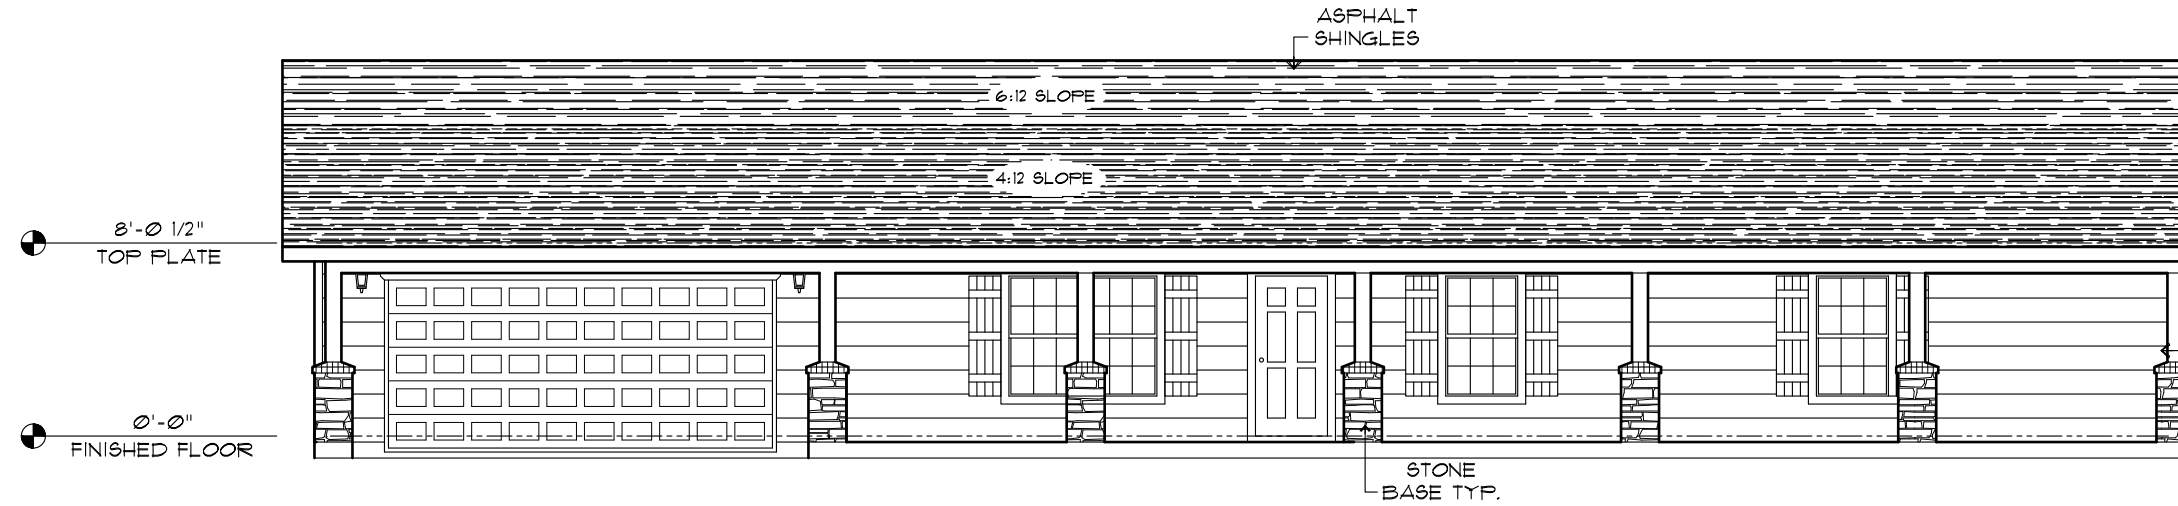 ASPHALT
SHINGLES
6:12 SLOPE
4:12 SLOPE
8'-0 1/2"
TOP PLATE
0'-0"
FINISHED FLOOR
STONE
BASE TYP.